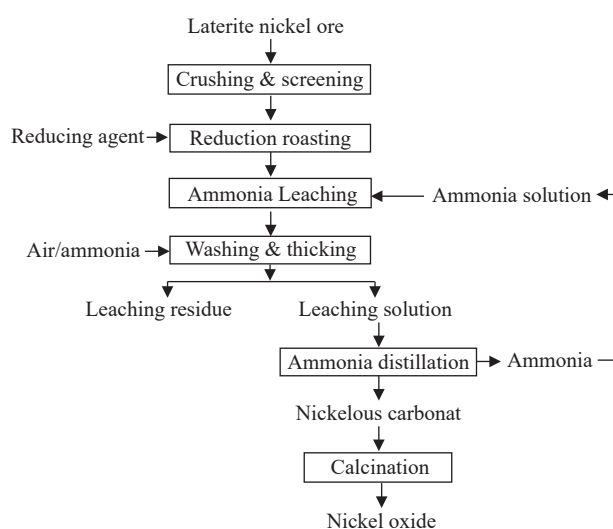 Laterite nickel ore
Crushing & screening
Reducing agent
Reduction roasting
Ammonia Leaching
Ammonia solution
Air/ammonia
Washing & thicking
Leaching residue
Leaching solution
Ammonia distillation
Ammonia
Nickelous carbonat
Calcination
Nickel oxide